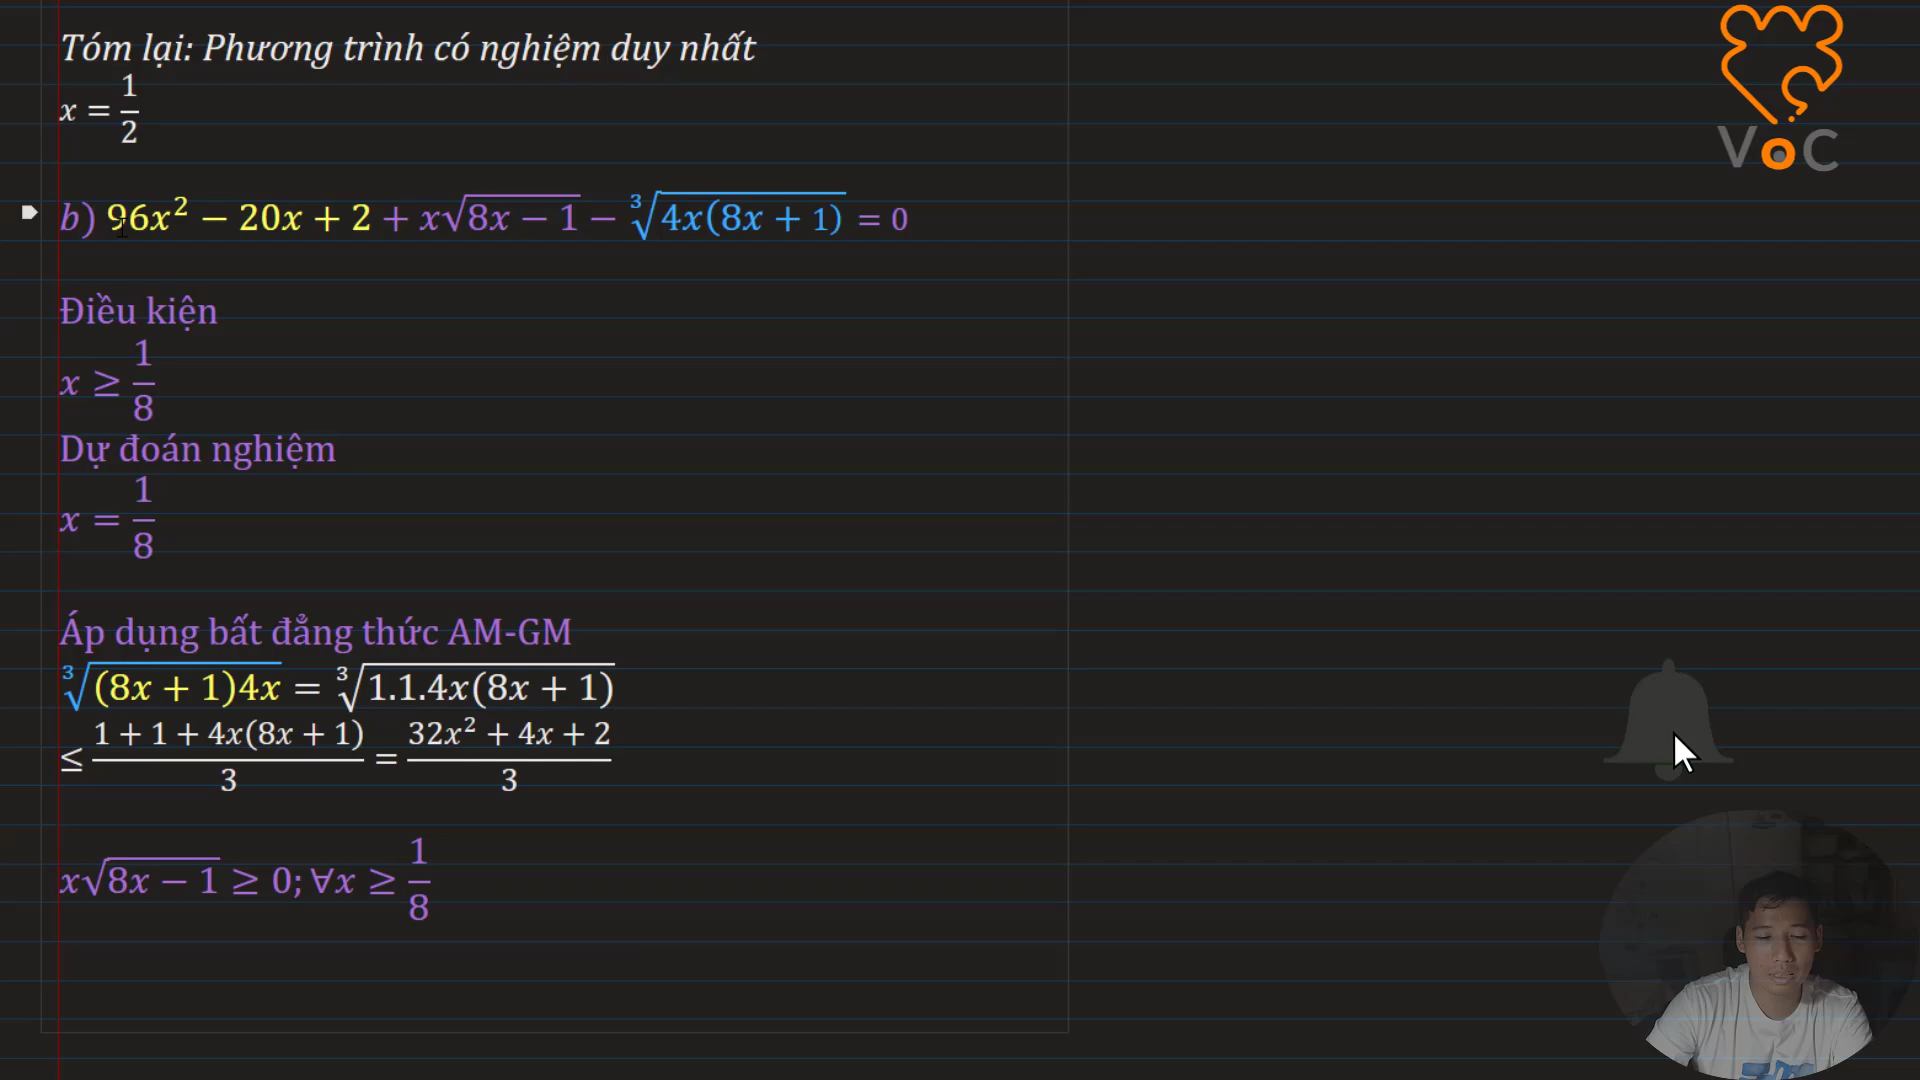 Tóm lại: Phương trình có nghiệm duy nhất
x = 1/2
VOC
b) 96x² − 20x + 2 + x√(8x − 1) − ∛(4x(8x + 1)) = 0
Điều kiện
x ≥ 1/8
Dự đoán nghiệm
x = 1/8
Áp dụng bất đẳng thức AM-GM
∛((8x + 1)4x) = ∛(1.1.4x(8x + 1))
≤ (1 + 1 + 4x(8x + 1))/3 = (32x² + 4x + 2)/3
x√(8x − 1) ≥ 0; ∀x ≥ 1/8